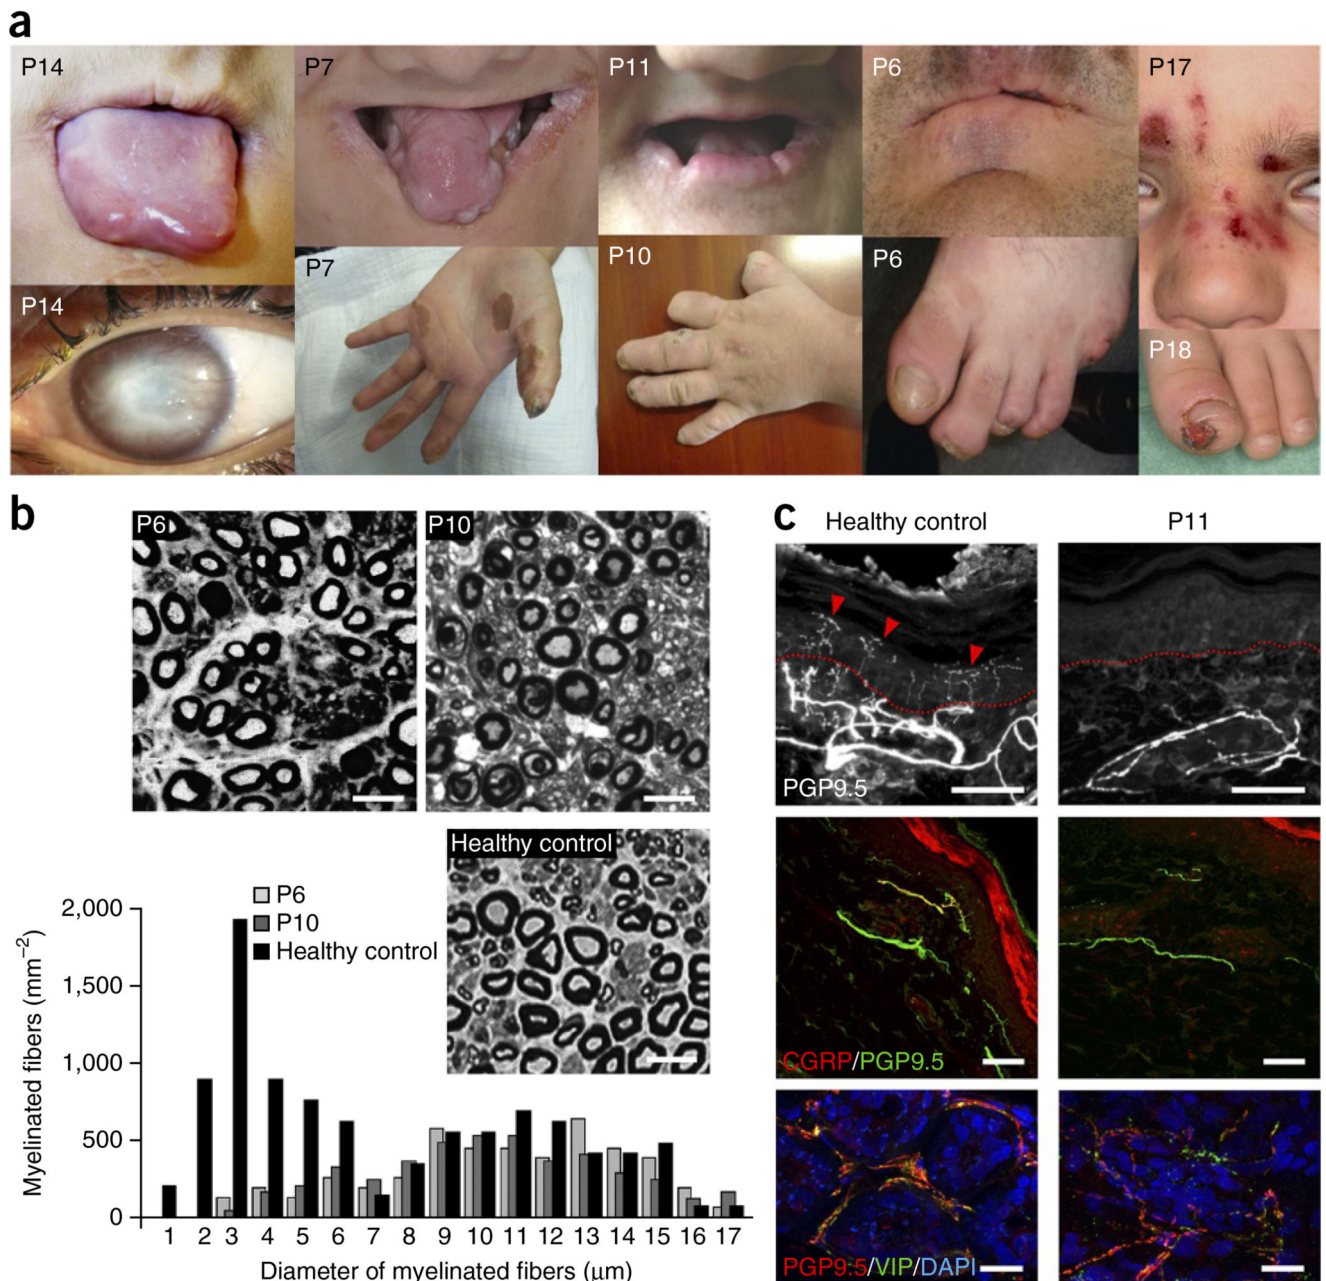 a
P14
P7
P11
P6
P17
P14
P7
P10
P6
P18
b
P6
P10
Healthy control
P6
P10
Healthy control
Myelinated fibers (mm⁻²)
2,000
1,500
1,000
500
0
1 2 3 4 5 6 7 8 9 10 11 12 13 14 15 16 17
Diameter of myelinated fibers (μm)
c
Healthy control
P11
PGP9.5
CGRP/PGP9.5
PGP9.5/VIP/DAPI